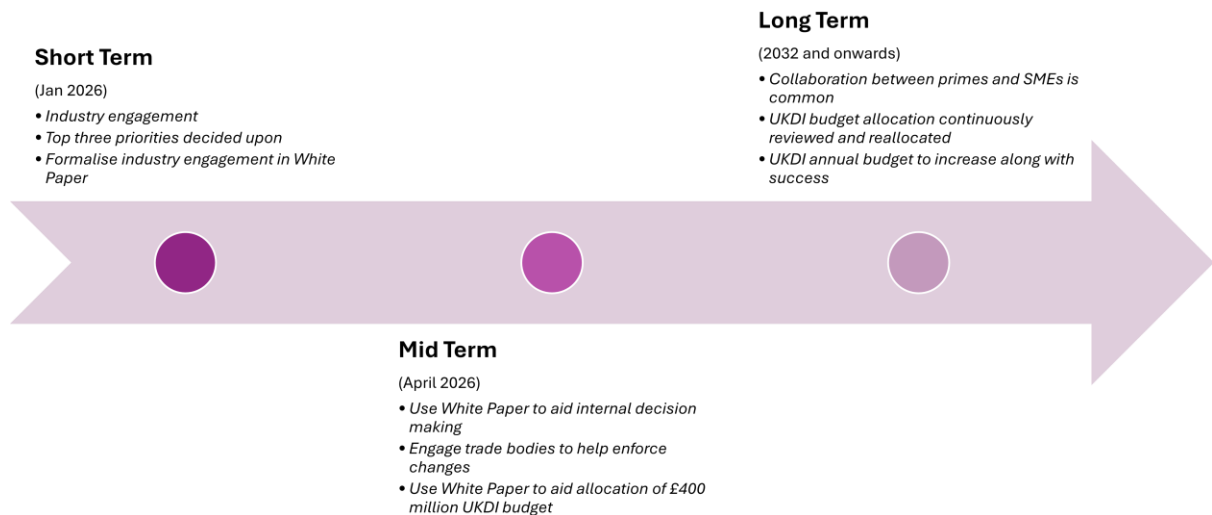 Short Term
(Jan 2026)
• Industry engagement
• Top three priorities decided upon
• Formalise industry engagement in White
Paper
Mid Term
(April 2026)
• Use White Paper to aid internal decision
making
• Engage trade bodies to help enforce
changes
• Use White Paper to aid allocation of £400
million UKDI budget
Long Term
(2032 and onwards)
• Collaboration between primes and SMEs is
common
• UKDI budget allocation continuously
reviewed and reallocated
• UKDI annual budget to increase along with
success